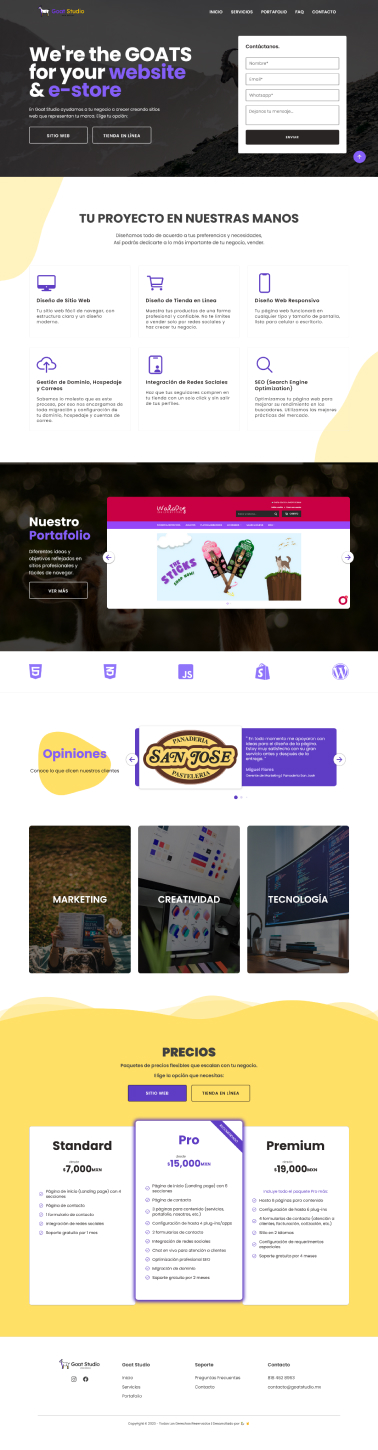 Goat Studio
INICIO SERVICIOS PORTAFOLIO FAQ CONTACTO
We're the GOATS
for your website
& e-store
En Goat Studio ayudamos a tu negocio a crecer creando sitios
web que representan tu marca. Elige tu opción:
SITIO WEB
TIENDA EN LÍNEA
Contáctanos.
Nombre*
Email*
Whatsapp*
Dejanos tu mensaje...
ENVIAR
TU PROYECTO EN NUESTRAS MANOS
Diseñamos todo de acuerdo a tus preferencias y necesidades.
Así podrás dedicarte a lo más importante de tu negocio, vender.
Diseño de Sitio Web
Tu sitio web fácil de navegar, con
estructura clara y un diseño
moderno.
Diseño de Tienda en Línea
Muestra tus productos de una forma
profesional y confiable. No te limites
a vender solo por redes sociales y
haz crecer tu negocio.
Diseño Web Responsivo
Tu página web funcionará en
cualquier tipo y tamaño de pantalla,
lista para celular o escritorio.
Gestión de Dominio, Hospedaje
y Correos
Sabemos lo molesto que es este
proceso, por eso nos encargamos de
toda migración y configuración de
tu dominio, hospedaje y cuentas de
correo.
Integración de Redes Sociales
Haz que tus seguidores compren en
tu tienda con un solo click y sin salir
de tus perfiles.
SEO (Search Engine
Optimization)
Optimizamos tu página web para
mejorar su rendimiento en los
buscadores. Utilizamos las mejores
prácticas del mercado.
Nuestro
Portafolio
Diferentes ideas y
objetivos reflejados en
sitios profesionales y
fáciles de navegar.
VER MÁS
WalaDog
THE
STICKS
SHOP NOW!
JS
Opiniones
Conoce lo que dicen nuestros clientes
PANADERIA
SAN JOSE
PASTELERIA
" En todo momento me apoyaron con
ideas para el diseño de la página.
Estoy muy satisfecho con su gran
servicio antes y después de la
entrega. "
Miguel Flores
Gerente de Marketing | Panadería San José
MARKETING
CREATIVIDAD
TECNOLOGÍA
PRECIOS
Paquetes de precios flexibles que escalan con tu negocio.
Elige la opción que necesitas:
SITIO WEB
TIENDA EN LÍNEA
Standard
desde
$7,000MXN
Página de inicio (Landing page) con 4
secciones
Página de contacto
1 formulario de contacto
Integración de redes sociales
Soporte gratuito por 1 mes
Pro
desde
$15,000MXN
Página de inicio (Landing page) con 5
secciones
Página de contacto
3 páginas para contenido (servicios,
portafolio, nosotros, etc.)
Configuración de hasta 4 plug-ins/apps
2 formularios de contacto
Integración de redes sociales
Chat en vivo para atención a clientes
Optimización profesional SEO
Migración de dominio
Soporte gratuito por 2 meses
Premium
desde
$19,000MXN
Incluye todo el paquete Pro más:
Hasta 6 páginas para contenido
Configuración de hasta 6 plug-ins
4 formularios de contacto (atención a
clientes, facturación, cotización, etc.)
Sitio en 2 idiomas
Configuración de requerimientos
especiales
Soporte gratuito por 4 meses
Goat Studio
Goat Studio
Inicio
Servicios
Portafolio
Soporte
Preguntas Frecuentes
Contacto
Contacto
contacto@goatstudio.mx